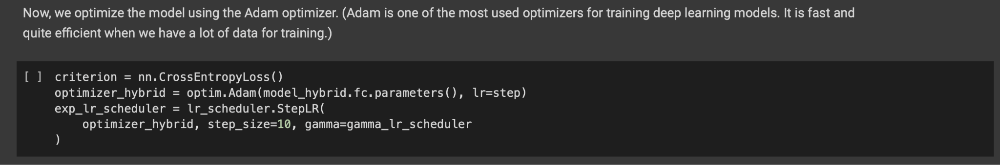 Now, we optimize the model using the Adam optimizer. (Adam is one of the most used optimizers for training deep learning models. It is fast and
quite efficient when we have a lot of data for training.)
[ ] criterion = nn.CrossEntropyLoss()
optimizer_hybrid = optim.Adam(model_hybrid.fc.parameters(), lr=step)
exp_lr_scheduler = lr_scheduler.StepLR(
    optimizer_hybrid, step_size=10, gamma=gamma_lr_scheduler
)